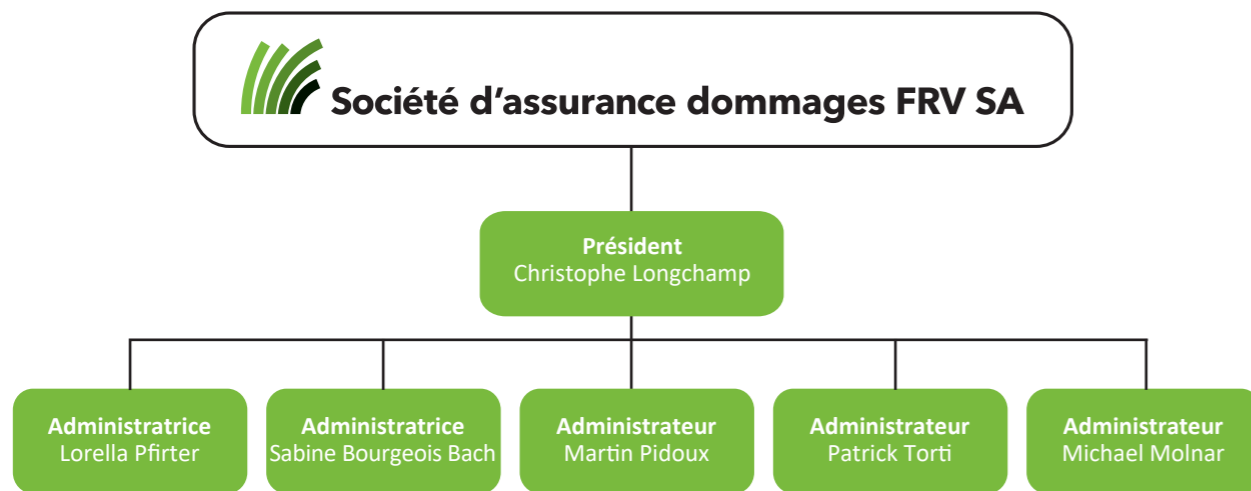 Société d’assurance dommages FRV SA
Président
Christophe Longchamp
Administratrice
Lorella Pfirter
Administratrice
Sabine Bourgeois Bach
Administrateur
Martin Pidoux
Administrateur
Patrick Torti
Administrateur
Michael Molnar